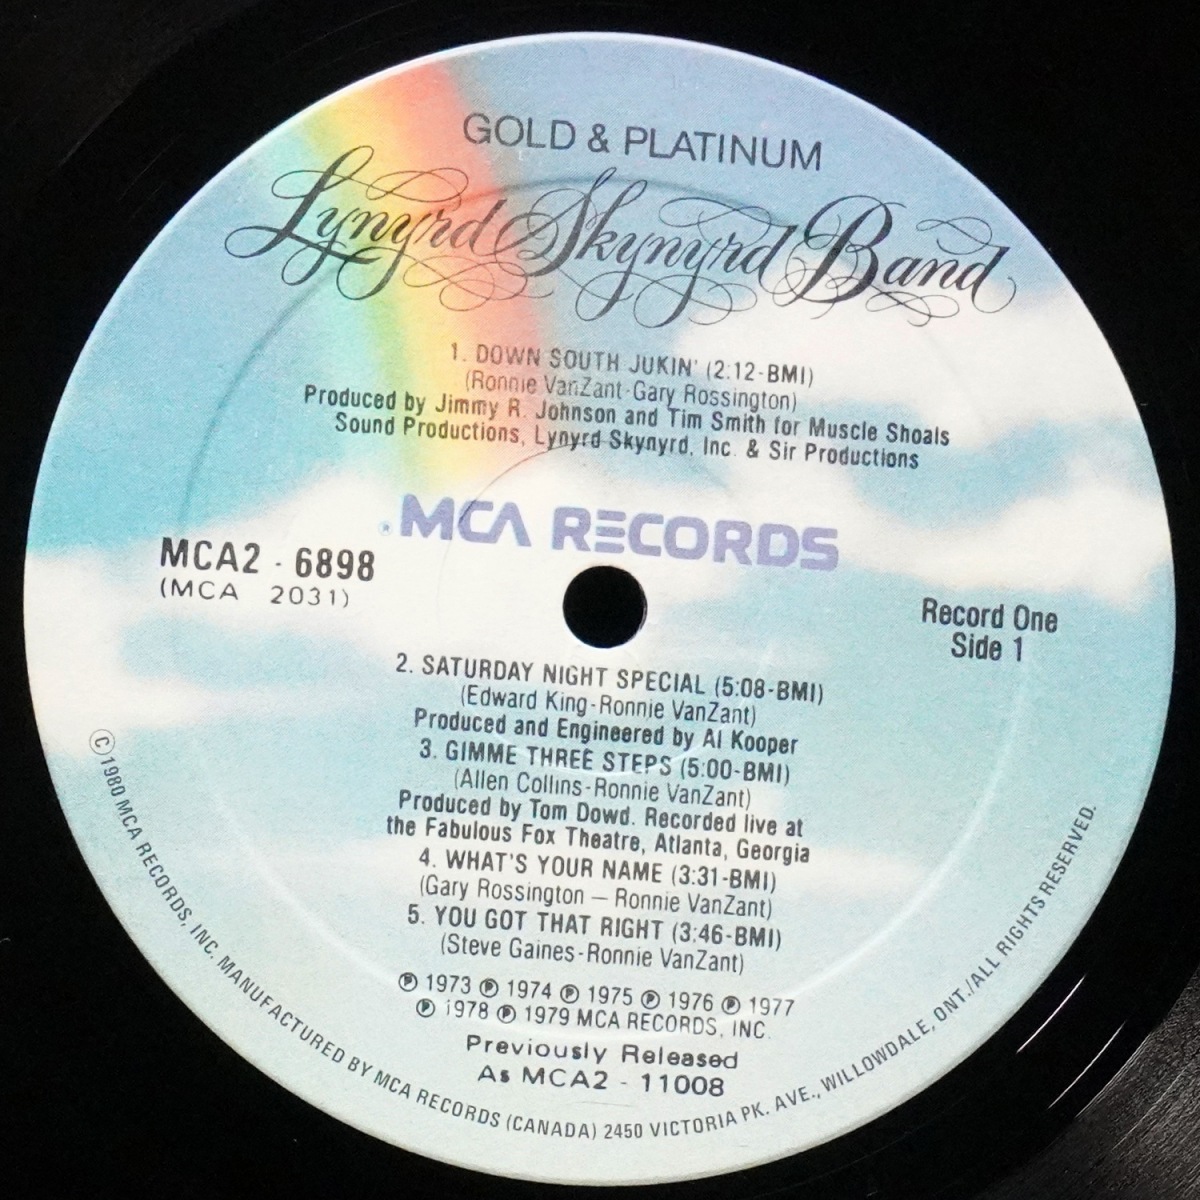 GOLD & PLATINUM
Lynyrd Skynyrd Band
1. DOWN SOUTH JUKIN' (2:12-BMI)
(Ronnie VanZant-Gary Rossington)
Produced by Jimmy R. Johnson and Tim Smith for Muscle Shoals
Sound Productions, Lynyrd Skynyrd, Inc. & Sir Productions
® MCA RECORDS
MCA2 - 6898
(MCA 2031)
Record One
Side 1
2. SATURDAY NIGHT SPECIAL (5:08-BMI)
(Edward King-Ronnie VanZant)
Produced and Engineered by Al Kooper
3. GIMME THREE STEPS (5:00-BMI)
(Allen Collins-Ronnie VanZant)
Produced by Tom Dowd. Recorded live at
the Fabulous Fox Theatre, Atlanta, Georgia
4. WHAT'S YOUR NAME (3:31-BMI)
(Gary Rossington — Ronnie VanZant)
5. YOU GOT THAT RIGHT (3:46-BMI)
(Steve Gaines-Ronnie VanZant)
℗ 1973 ℗ 1974 ℗ 1975 ℗ 1976 ℗ 1977
℗ 1978 ℗ 1979 MCA RECORDS, INC.
Previously Released
As MCA2 - 11008
©1980 MCA RECORDS, INC. MANUFACTURED BY MCA RECORDS (CANADA) 2450 VICTORIA PK. AVE., WILLOWDALE, ONT./ALL RIGHTS RESERVED.